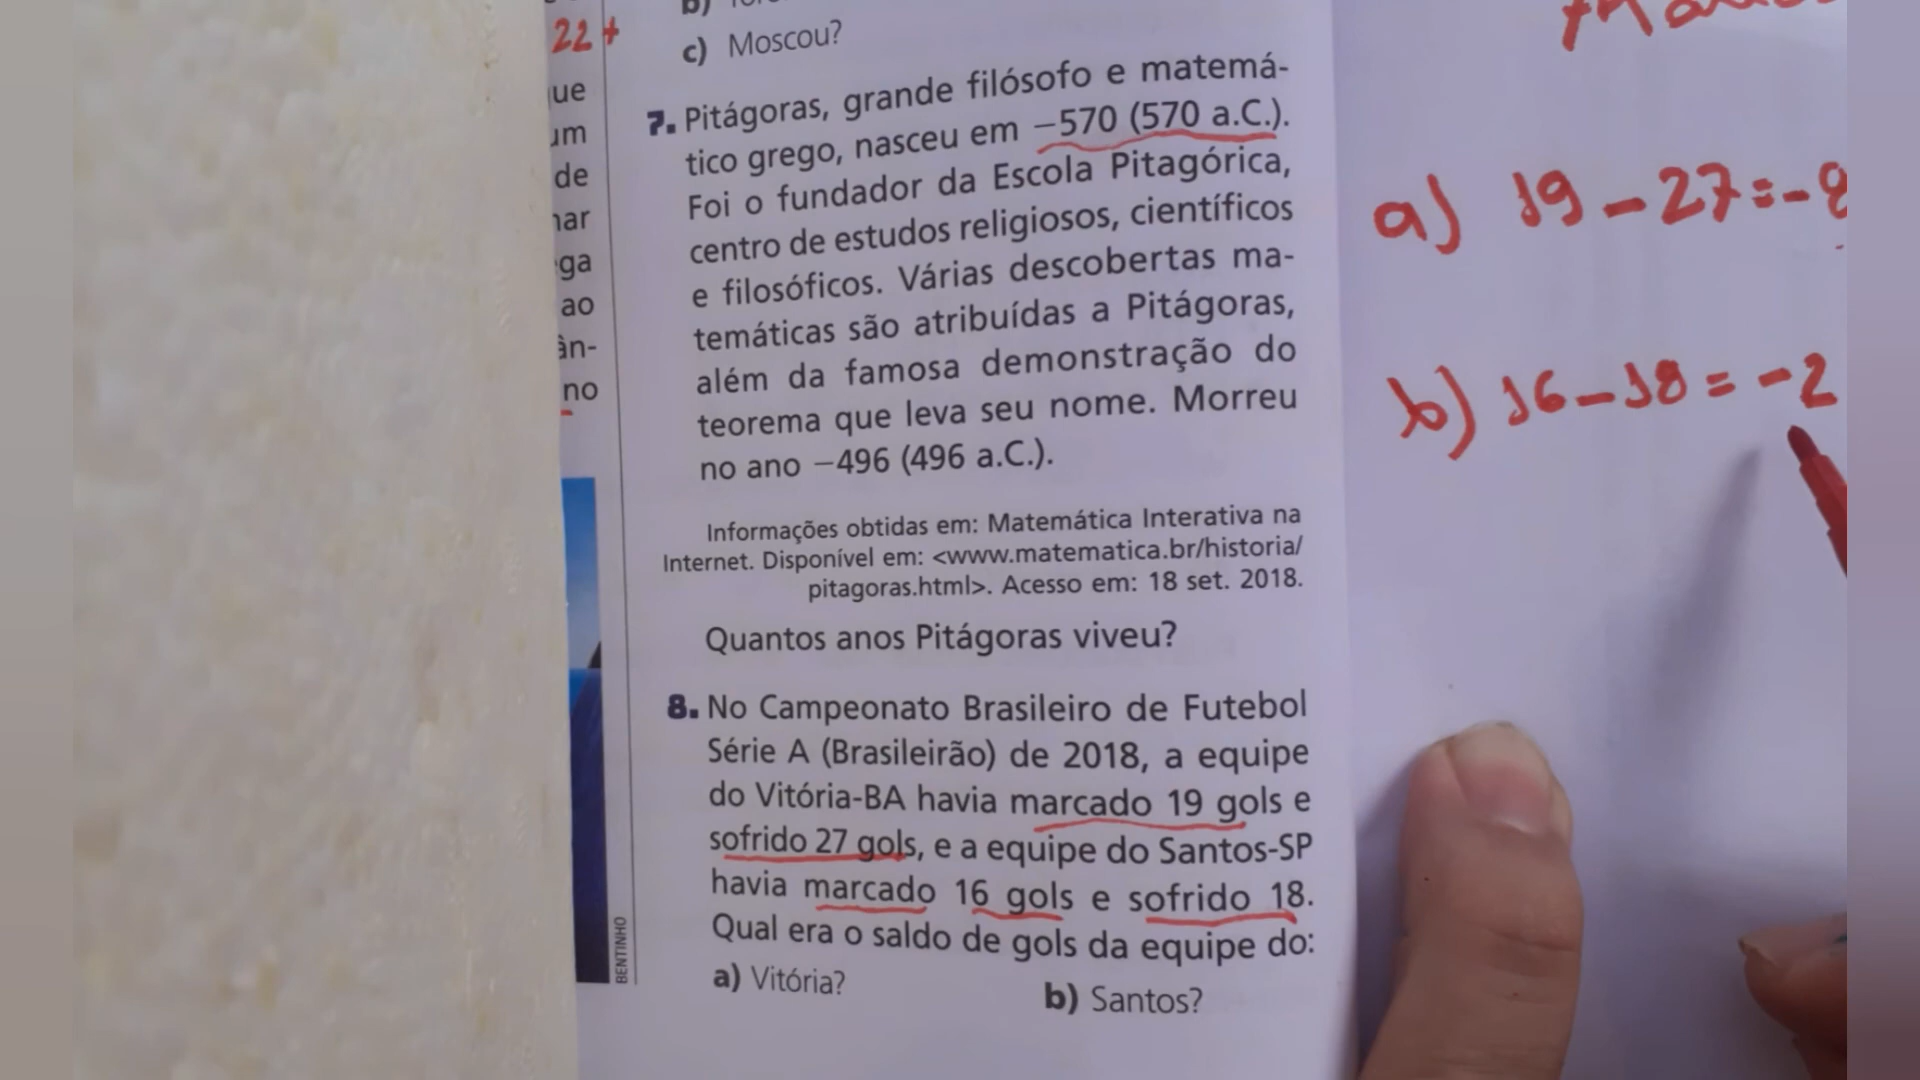 22+
c) Moscou?
ue
um
de
nar
ga
ao
ân-
no
7. Pitágoras, grande filósofo e matemá-
tico grego, nasceu em –570 (570 a.C.).
Foi o fundador da Escola Pitagórica,
centro de estudos religiosos, científicos
e filosóficos. Várias descobertas ma-
temáticas são atribuídas a Pitágoras,
além da famosa demonstração do
teorema que leva seu nome. Morreu
no ano –496 (496 a.C.).
Informações obtidas em: Matemática Interativa na
Internet. Disponível em: <www.matematica.br/historia/
pitagoras.html>. Acesso em: 18 set. 2018.
Quantos anos Pitágoras viveu?
8. No Campeonato Brasileiro de Futebol
Série A (Brasileirão) de 2018, a equipe
do Vitória-BA havia marcado 19 gols e
sofrido 27 gols, e a equipe do Santos-SP
havia marcado 16 gols e sofrido 18.
Qual era o saldo de gols da equipe do:
a) Vitória? b) Santos?
BENTINHO
a) 19 - 27 = - 8
b) 16 - 18 = - 2